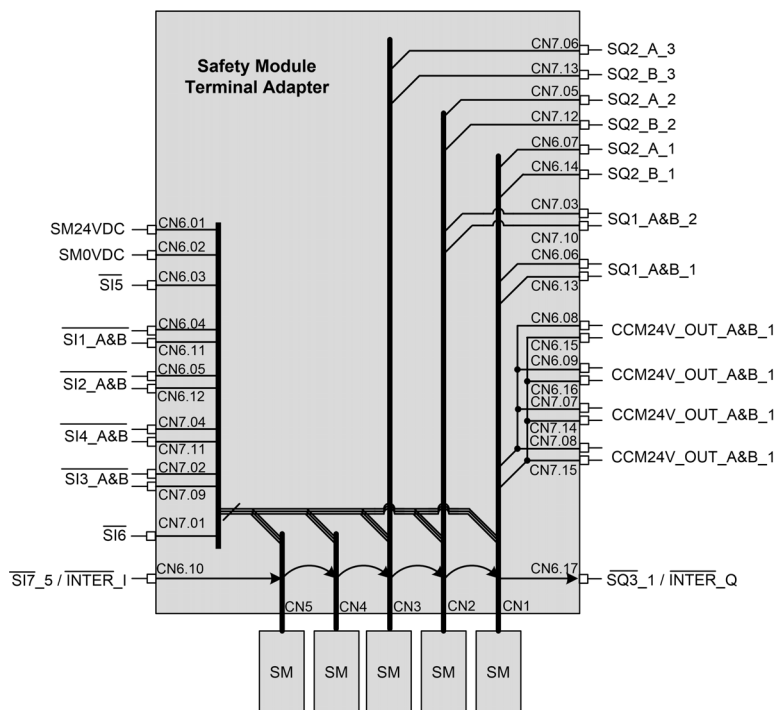 Safety Module
Terminal Adapter
CN7.06 SQ2_A_3
CN7.13 SQ2_B_3
CN7.05 SQ2_A_2
CN7.12 SQ2_B_2
CN6.07 SQ2_A_1
CN6.14 SQ2_B_1
CN7.03
SQ1_A&B_2
CN7.10
CN6.06
SQ1_A&B_1
CN6.13
CN6.08
CCM24V_OUT_A&B_1
CN6.15
CN6.09
CCM24V_OUT_A&B_1
CN6.16
CN7.07
CCM24V_OUT_A&B_1
CN7.14
CN7.08
CCM24V_OUT_A&B_1
CN7.15
SM24VDC CN6.01
SM0VDC CN6.02
SI5 CN6.03
CN6.04
SI1_A&B
CN6.11
CN6.05
SI2_A&B
CN6.12
CN7.04
SI4_A&B
CN7.11
CN7.02
SI3_A&B
CN7.09
CN7.01
SI6
SI7_5 / INTER_I CN6.10
CN6.17 SQ3_1 / INTER_Q
CN5 CN4 CN3 CN2 CN1
SM SM SM SM SM